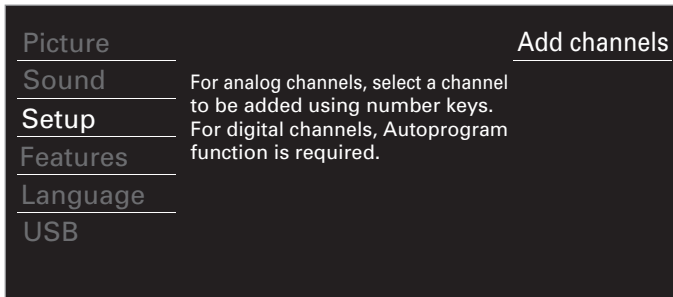 Picture
Sound
Setup
Features
Language
USB
For analog channels, select a channel
to be added using number keys.
For digital channels, Autoprogram
function is required.
Add channels